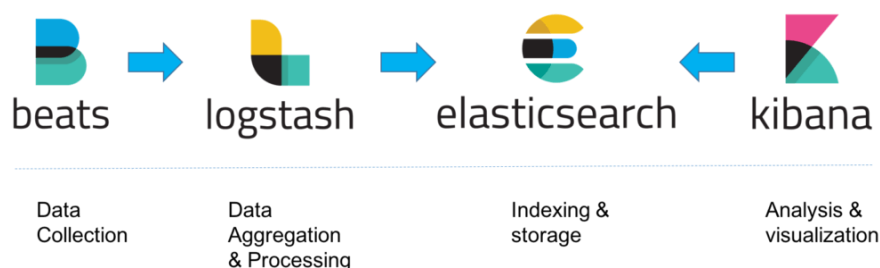 beats
logstash
elasticsearch
kibana
Data
Collection
Data
Aggregation
& Processing
Indexing &
storage
Analysis &
visualization